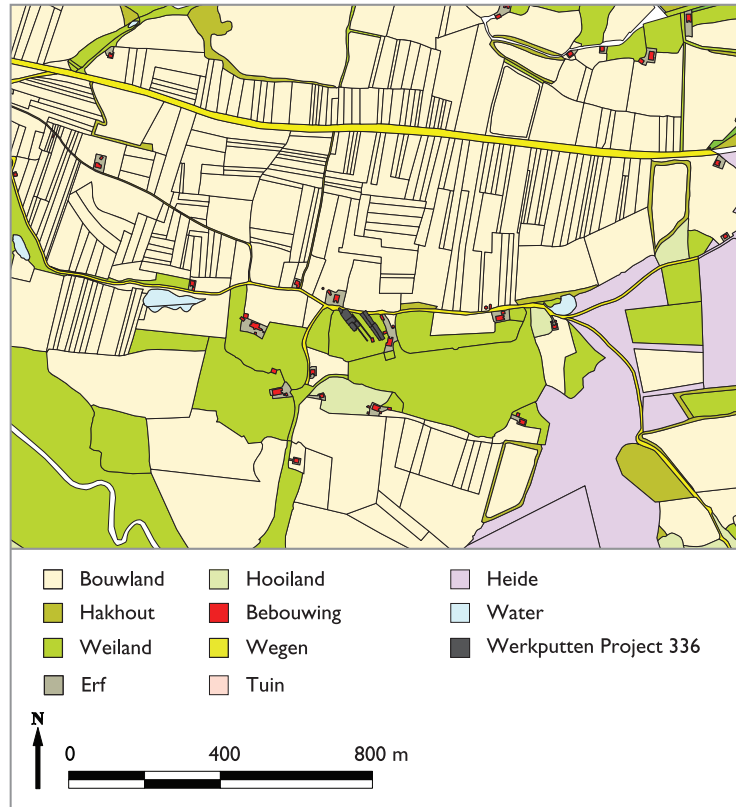 Bouwland
Hakhout
Weiland
Erf
Hooiland
Bebouwing
Wegen
Tuin
Heide
Water
Werkputten Project 336
N
0 400 800 m